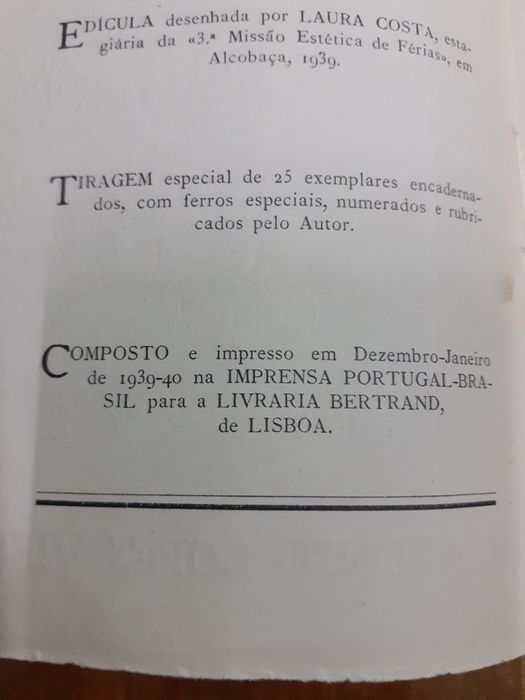 EDÍCULA desenhada por LAURA COSTA, esta-
giária da «3.ª Missão Estética de Férias», em
Alcobaça, 1939.
TIRAGEM especial de 25 exemplares encaderna-
dos, com ferros especiais, numerados e rubri-
cados pelo Autor.
COMPOSTO e impresso em Dezembro-Janeiro
de 1939-40 na IMPRENSA PORTUGAL-BRA-
SIL para a LIVRARIA BERTRAND,
de LISBOA.